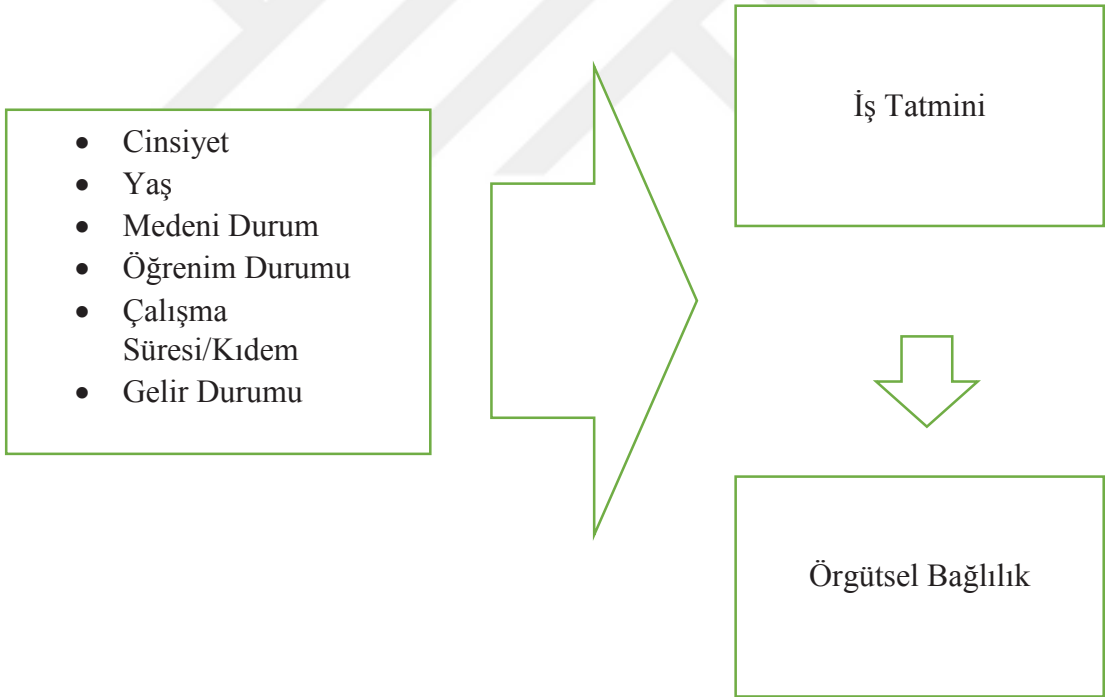 • Cinsiyet
• Yaş
• Medeni Durum
• Öğrenim Durumu
• Çalışma
Süresi/Kıdem
• Gelir Durumu
İş Tatmini
Örgütsel Bağlılık